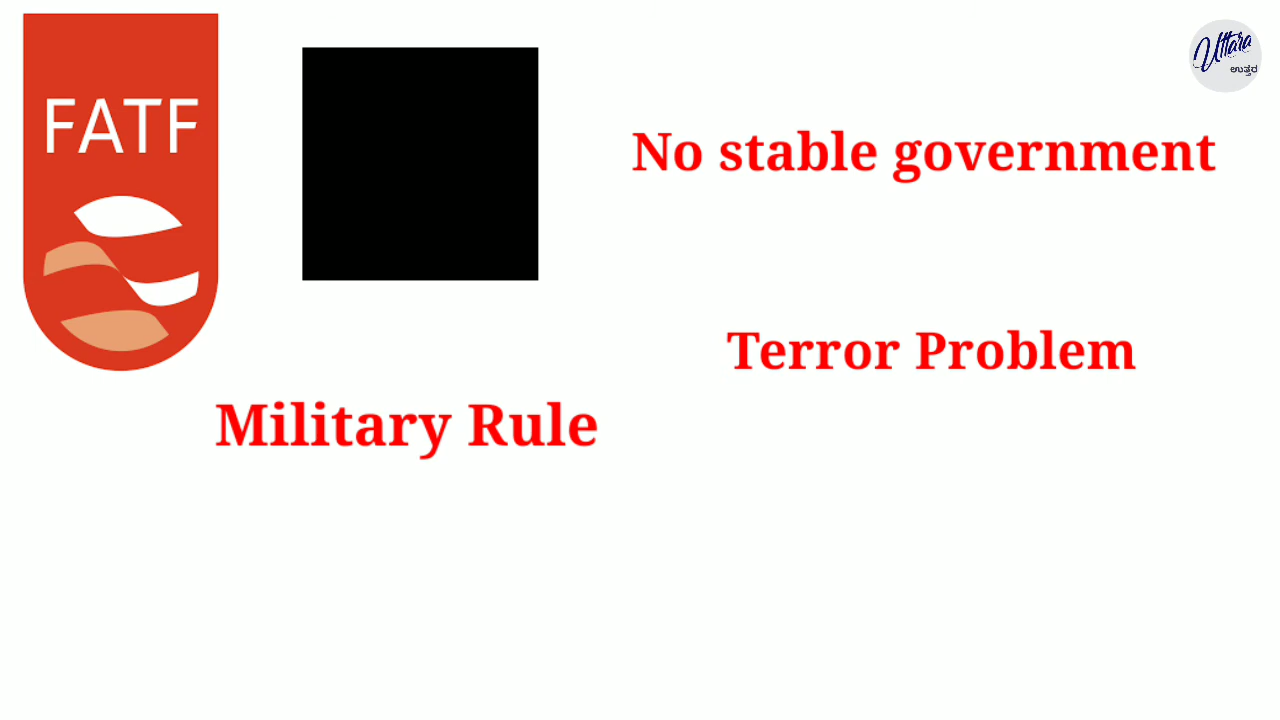 FATF
Uttara
ಉತ್ತರ
No stable government
Terror Problem
Military Rule